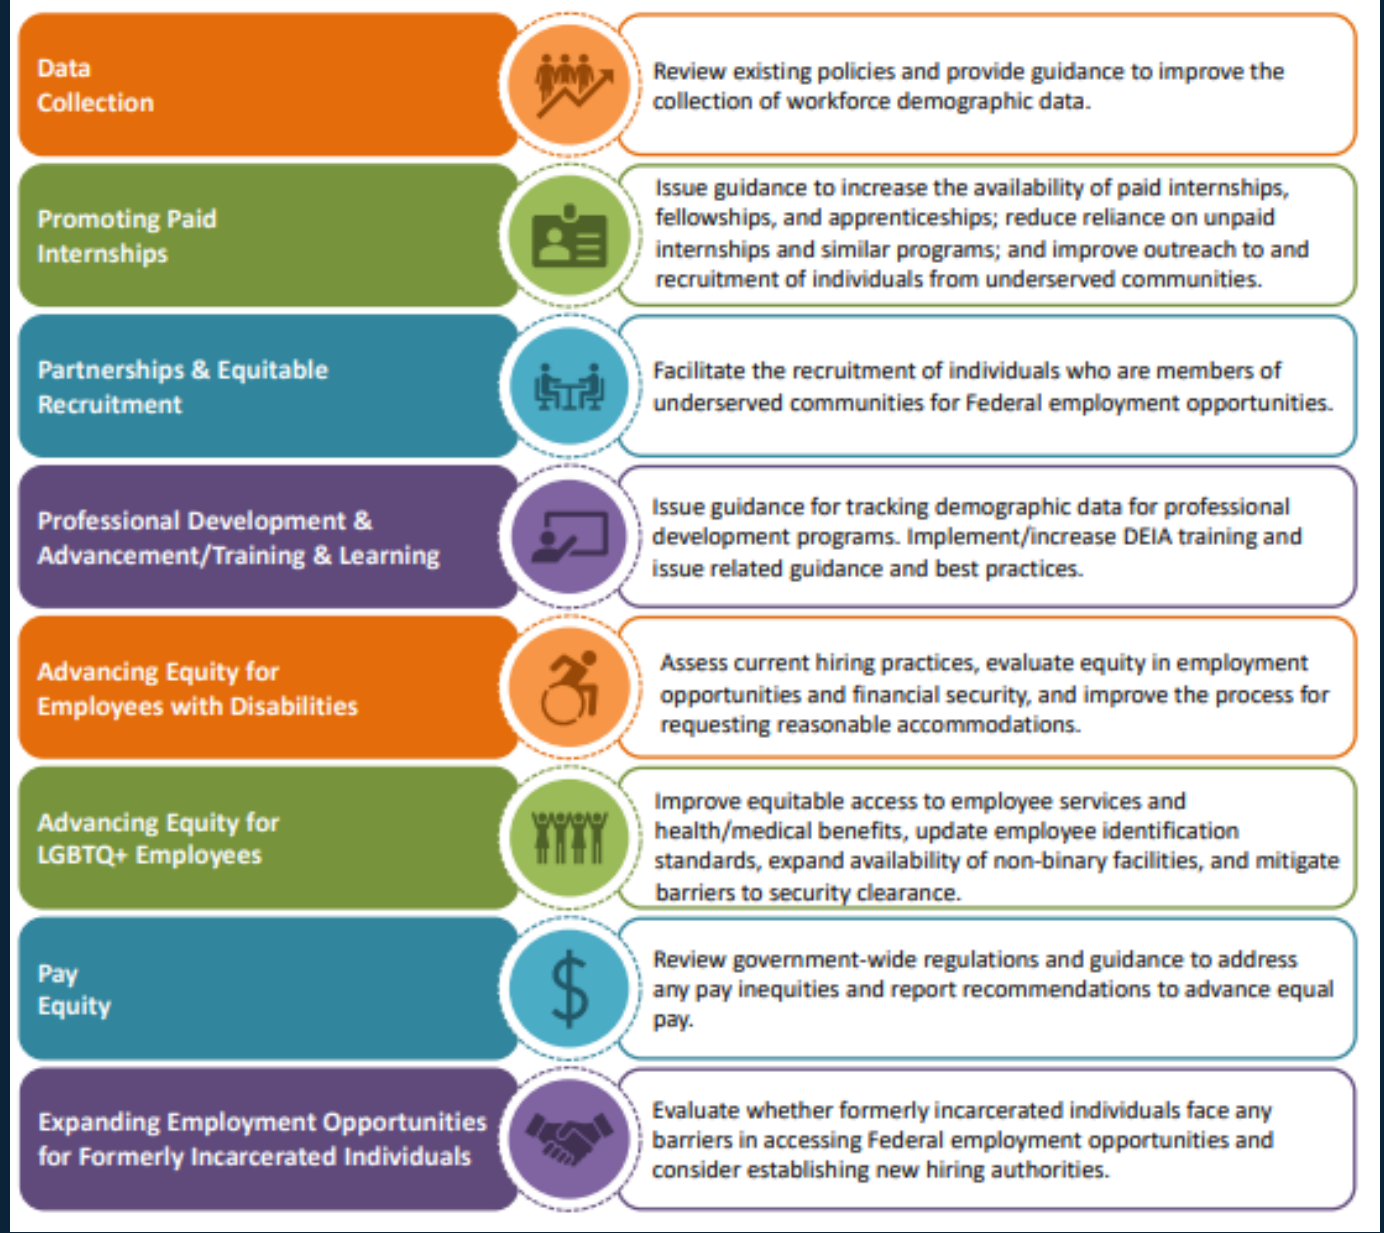 Data
Collection
Review existing policies and provide guidance to improve the
collection of workforce demographic data.
Promoting Paid
Internships
Issue guidance to increase the availability of paid internships,
fellowships, and apprenticeships; reduce reliance on unpaid
internships and similar programs; and improve outreach to and
recruitment of individuals from underserved communities.
Partnerships & Equitable
Recruitment
Facilitate the recruitment of individuals who are members of
underserved communities for Federal employment opportunities.
Professional Development &
Advancement/Training & Learning
Issue guidance for tracking demographic data for professional
development programs. Implement/increase DEIA training and
issue related guidance and best practices.
Advancing Equity for
Employees with Disabilities
Assess current hiring practices, evaluate equity in employment
opportunities and financial security, and improve the process for
requesting reasonable accommodations.
Advancing Equity for
LGBTQ+ Employees
Improve equitable access to employee services and
health/medical benefits, update employee identification
standards, expand availability of non-binary facilities, and mitigate
barriers to security clearance.
Pay
Equity
$
Review government-wide regulations and guidance to address
any pay inequities and report recommendations to advance equal
pay.
Expanding Employment Opportunities
for Formerly Incarcerated Individuals
Evaluate whether formerly incarcerated individuals face any
barriers in accessing Federal employment opportunities and
consider establishing new hiring authorities.